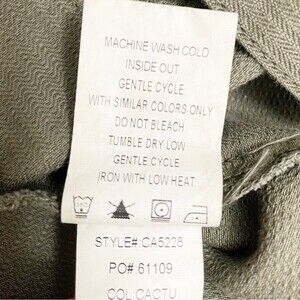 MACHINE WASH COLD
INSIDE OUT
GENTLE CYCLE
WITH SIMILAR COLORS ONLY
DO NOT BLEACH
TUMBLE DRY LOW
GENTLE CYCLE
IRON WITH LOW HEAT
STYLE#: CA5228
PO#:61109
COL CACTU